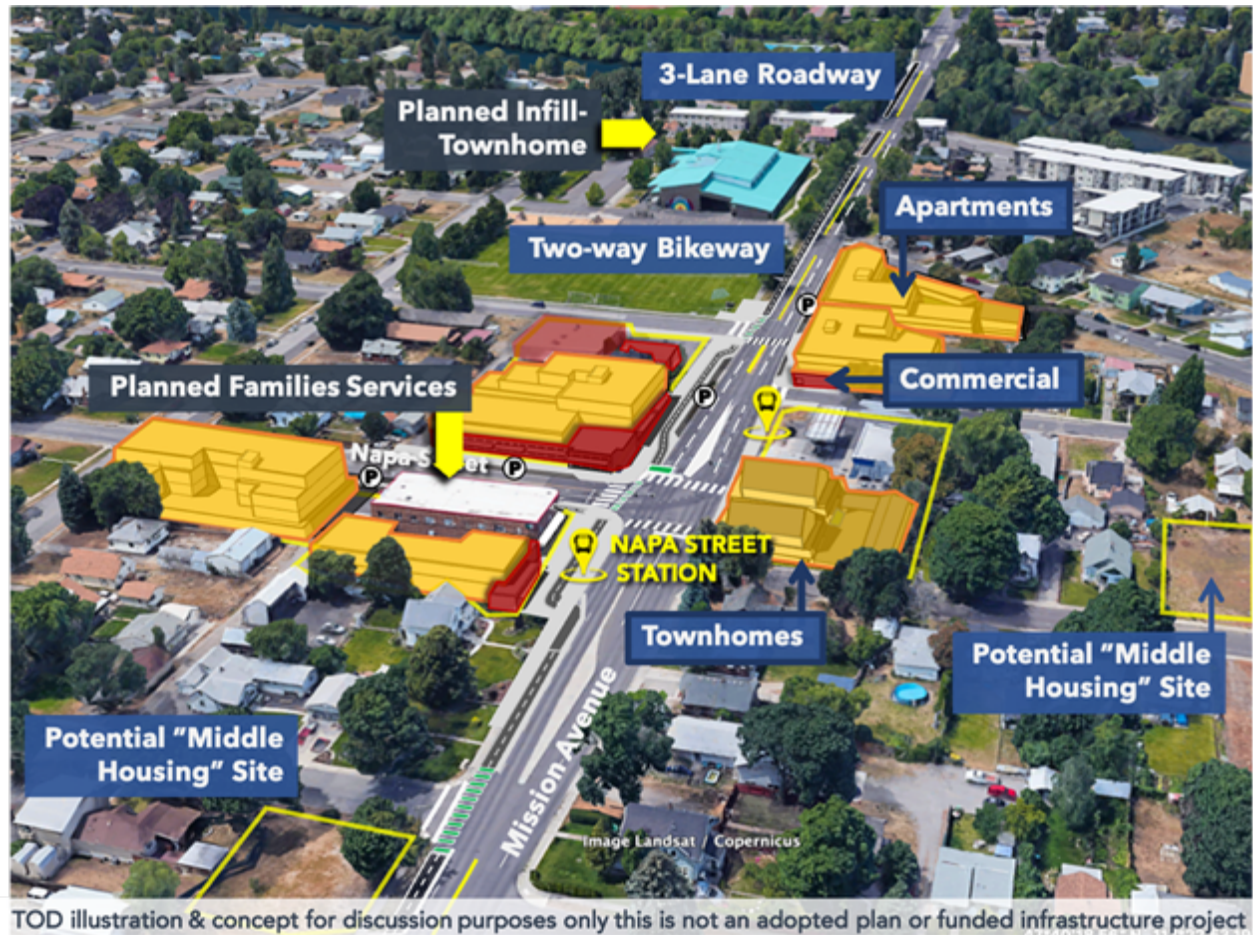 3-Lane Roadway
Planned Infill-
Townhome
Apartments
Two-way Bikeway
P
Commercial
Planned Families Services
P
Napa Street
P
P
NAPA STREET
STATION
Townhomes
Potential "Middle
Housing" Site
Mission Avenue
Potential "Middle
Housing" Site
Image Landsat / Copernicus
TOD illustration & concept for discussion purposes only this is not an adopted plan or funded infrastructure project